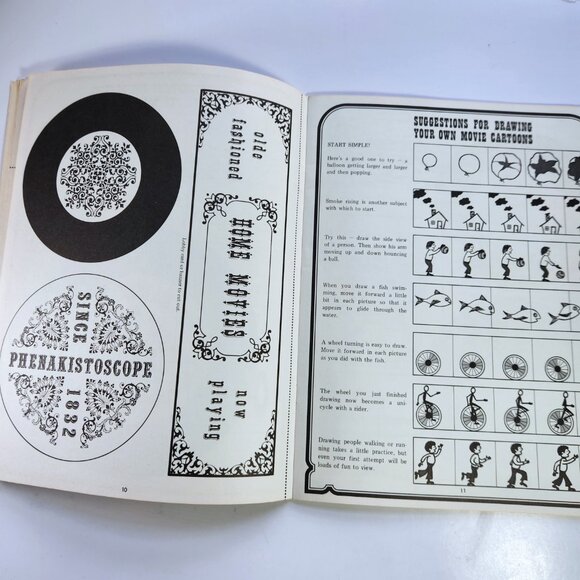 olde
fashioned
HOME MOVIES
now
playing
SINCE
PHENAKISTOSCOPE
1832
10
SUGGESTIONS FOR DRAWING
YOUR OWN MOVIE CARTOONS
START SIMPLE!
Here's a good one to try — a
balloon getting larger and larger
and then popping.
Smoke rising is another subject
with which to start.
Try this — draw the side view
of a person. Then show his arm
moving up and down bouncing
a ball.
When you draw a fish swim-
ming, move it forward a little
bit in each picture so that it
appears to glide through the
water.
A wheel turning is easy to draw.
Move it forward in each picture
as you did with the fish.
The wheel you just finished
drawing now becomes a uni-
cycle with a rider.
Drawing people walking or run-
ning takes a little practice, but
even your first attempt will be
loads of fun to view.
11